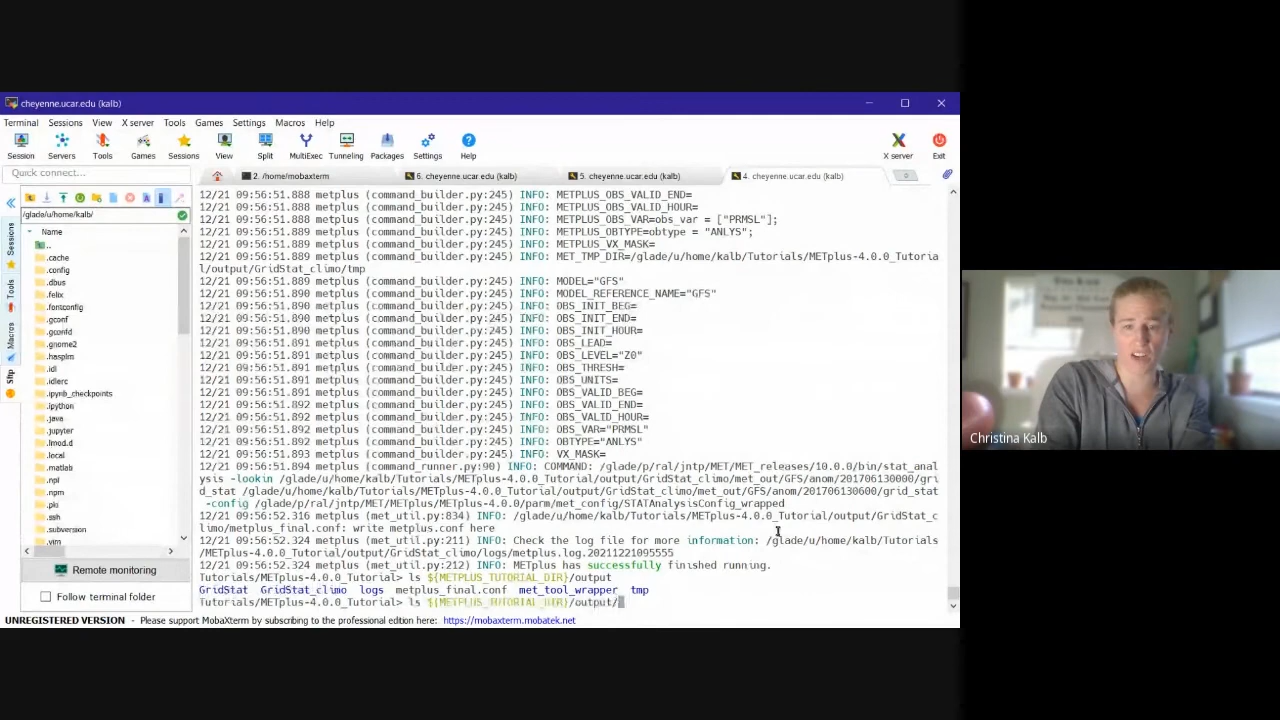 cheyenne.ucar.edu (kalb)
Terminal Sessions View X server Tools Games Settings Macros Help
Session Servers Tools Games Sessions View Split MultiExec Tunneling Packages Settings Help X server Exit
Quick connect...
2. /home/mobaxterm 6. cheyenne.ucar.edu (kalb) 5. cheyenne.ucar.edu (kalb) 4. cheyenne.ucar.edu (kalb)
/glade/u/home/kalb/
Name
..
.cache
.config
.dbus
.felix
.fontconfig
.gconf
.gconfd
.gnome2
.hasplm
.idl
.idlerc
.ipynb_checkpoints
.ipython
.java
.jupyter
.lmod.d
.local
.matlab
.npl
.npm
.pki
.ssh
.subversion
.vim
Sessions
Tools
Macros
Sftp
Remote monitoring
Follow terminal folder
12/21 09:56:51.888 metplus (command_builder.py:245) INFO: METPLUS_OBS_VALID_END=
12/21 09:56:51.888 metplus (command_builder.py:245) INFO: METPLUS_OBS_VALID_HOUR=
12/21 09:56:51.888 metplus (command_builder.py:245) INFO: METPLUS_OBS_VAR=obs_var = ["PRMSL"];
12/21 09:56:51.889 metplus (command_builder.py:245) INFO: METPLUS_OBTYPE=obtype = "ANLYS";
12/21 09:56:51.889 metplus (command_builder.py:245) INFO: METPLUS_VX_MASK=
12/21 09:56:51.889 metplus (command_builder.py:245) INFO: MET_TMP_DIR=/glade/u/home/kalb/Tutorials/METplus-4.0.0_Tutoria
l/output/GridStat_climo/tmp
12/21 09:56:51.889 metplus (command_builder.py:245) INFO: MODEL="GFS"
12/21 09:56:51.889 metplus (command_builder.py:245) INFO: MODEL_REFERENCE_NAME="GFS"
12/21 09:56:51.890 metplus (command_builder.py:245) INFO: OBS_INIT_BEG=
12/21 09:56:51.890 metplus (command_builder.py:245) INFO: OBS_INIT_END=
12/21 09:56:51.890 metplus (command_builder.py:245) INFO: OBS_INIT_HOUR=
12/21 09:56:51.891 metplus (command_builder.py:245) INFO: OBS_LEAD=
12/21 09:56:51.891 metplus (command_builder.py:245) INFO: OBS_LEVEL="Z0"
12/21 09:56:51.891 metplus (command_builder.py:245) INFO: OBS_THRESH=
12/21 09:56:51.891 metplus (command_builder.py:245) INFO: OBS_UNITS=
12/21 09:56:51.892 metplus (command_builder.py:245) INFO: OBS_VALID_BEG=
12/21 09:56:51.892 metplus (command_builder.py:245) INFO: OBS_VALID_END=
12/21 09:56:51.892 metplus (command_builder.py:245) INFO: OBS_VALID_HOUR=
12/21 09:56:51.892 metplus (command_builder.py:245) INFO: OBS_VAR="PRMSL"
12/21 09:56:51.892 metplus (command_builder.py:245) INFO: OBTYPE="ANLYS"
12/21 09:56:51.893 metplus (command_builder.py:245) INFO: VX_MASK=
12/21 09:56:51.894 metplus (command_runner.py:90) INFO: COMMAND: /glade/p/ral/jntp/MET/MET_releases/10.0.0/bin/stat_anal
ysis -lookin /glade/u/home/kalb/Tutorials/METplus-4.0.0_Tutorial/output/GridStat_climo/met_out/GFS/anom/201706130000/gri
d_stat /glade/u/home/kalb/Tutorials/METplus-4.0.0_Tutorial/output/GridStat_climo/met_out/GFS/anom/201706130600/grid_stat
-config /glade/p/ral/jntp/MET/METplus/METplus-4.0.0/parm/met_config/STATAnalysisConfig_wrapped
12/21 09:56:52.316 metplus (met_util.py:834) INFO: /glade/u/home/kalb/Tutorials/METplus-4.0.0_Tutorial/output/GridStat_c
limo/metplus_final.conf: write metplus.conf here
12/21 09:56:52.324 metplus (met_util.py:211) INFO: Check the log file for more information: /glade/u/home/kalb/Tutorials
/METplus-4.0.0_Tutorial/output/GridStat_climo/logs/metplus.log.20211221095555
12/21 09:56:52.324 metplus (met_util.py:212) INFO: METplus has successfully finished running.
Tutorials/METplus-4.0.0_Tutorial> ls ${METPLUS_TUTORIAL_DIR}/output
GridStat GridStat_climo logs metplus_final.conf met_tool_wrapper tmp
Tutorials/METplus-4.0.0_Tutorial> ls ${METPLUS_TUTORIAL_DIR}/output/
UNREGISTERED VERSION - Please support MobaXterm by subscribing to the professional edition here: https://mobaxterm.mobatek.net
Christina Kalb